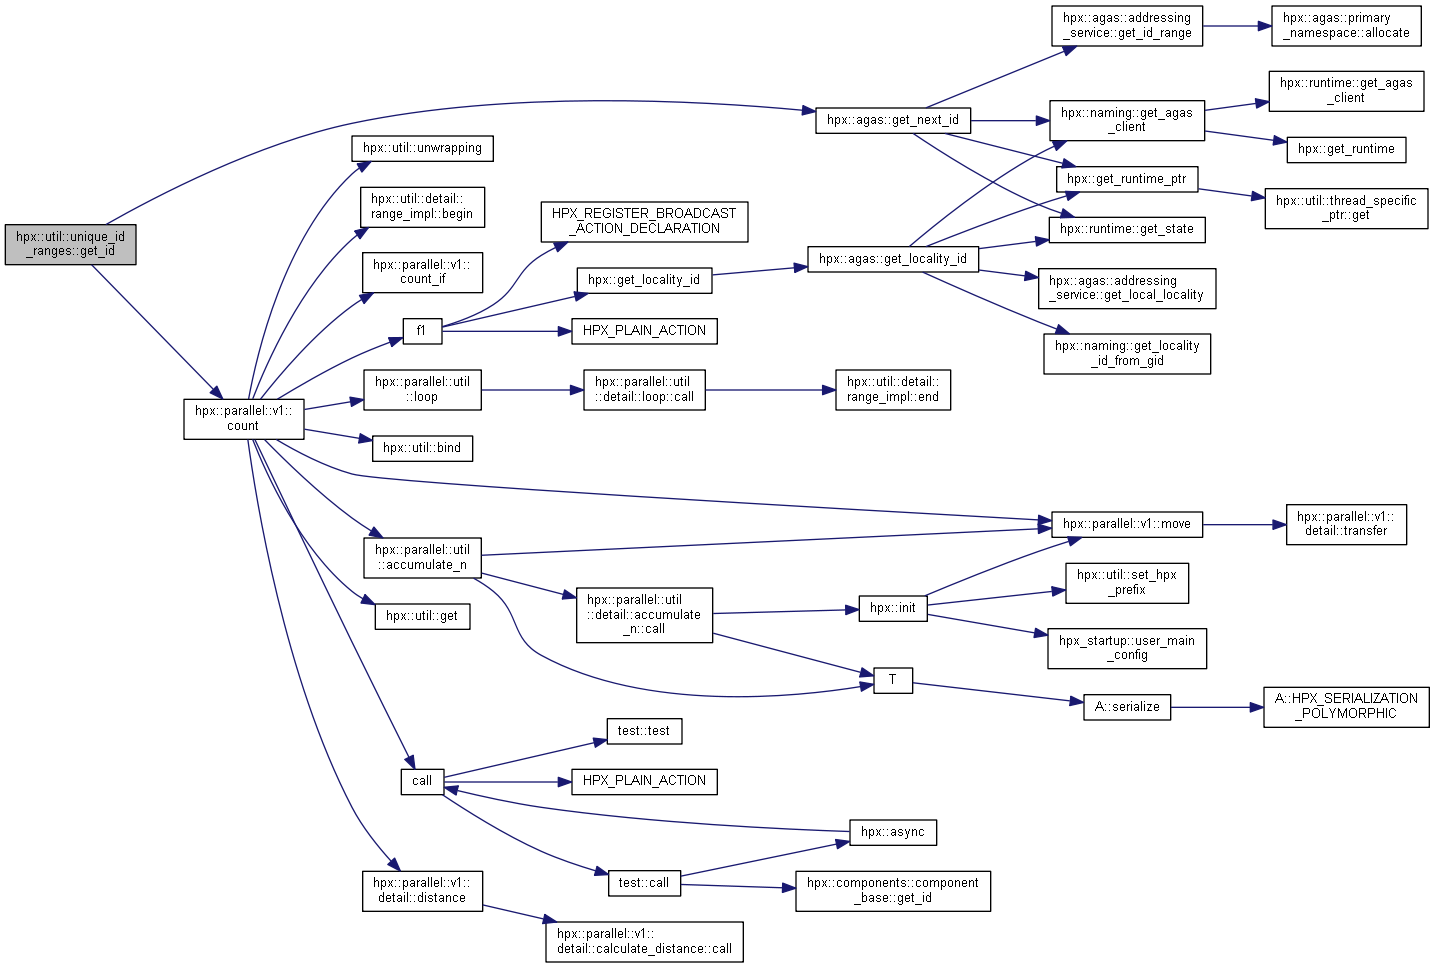 hpx::agas::addressing
_service::get_id_range
hpx::agas::primary
_namespace::allocate
hpx::runtime::get_agas
_client
hpx::agas::get_next_id
hpx::naming::get_agas
_client
hpx::get_runtime
hpx::util::unwrapping
hpx::get_runtime_ptr
hpx::util::thread_specific
_ptr::get
hpx::util::detail::
range_impl::begin
HPX_REGISTER_BROADCAST
_ACTION_DECLARATION
hpx::runtime::get_state
hpx::util::unique_id
_ranges::get_id
hpx::agas::get_locality_id
hpx::parallel::v1::
count_if
hpx::get_locality_id
hpx::agas::addressing
_service::get_local_locality
f1
HPX_PLAIN_ACTION
hpx::naming::get_locality
_id_from_gid
hpx::parallel::util
::loop
hpx::parallel::util
::detail::loop::call
hpx::util::detail::
range_impl::end
hpx::parallel::v1::
count
hpx::util::bind
hpx::parallel::v1::move
hpx::parallel::v1::
detail::transfer
hpx::parallel::util
::accumulate_n
hpx::util::set_hpx
_prefix
hpx::util::get
hpx::parallel::util
::detail::accumulate
_n::call
hpx::init
hpx_startup::user_main
_config
T
A::serialize
A::HPX_SERIALIZATION
_POLYMORPHIC
test::test
call
HPX_PLAIN_ACTION
hpx::async
hpx::parallel::v1::
detail::distance
test::call
hpx::components::component
_base::get_id
hpx::parallel::v1::
detail::calculate_distance::call